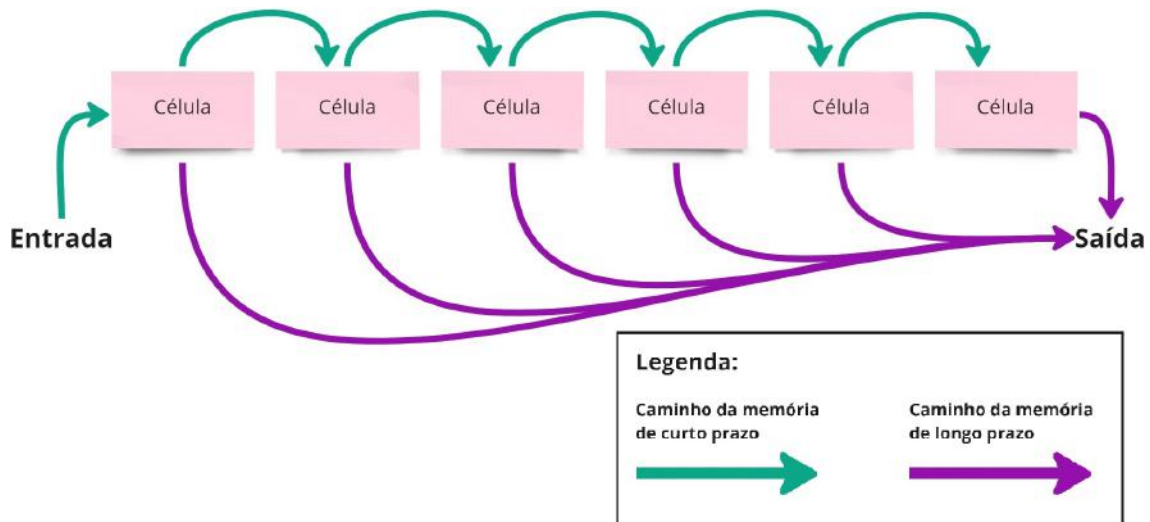 Célula
Célula
Célula
Célula
Célula
Célula
Entrada
Saída
Legenda:
Caminho da memória
de curto prazo
Caminho da memória
de longo prazo